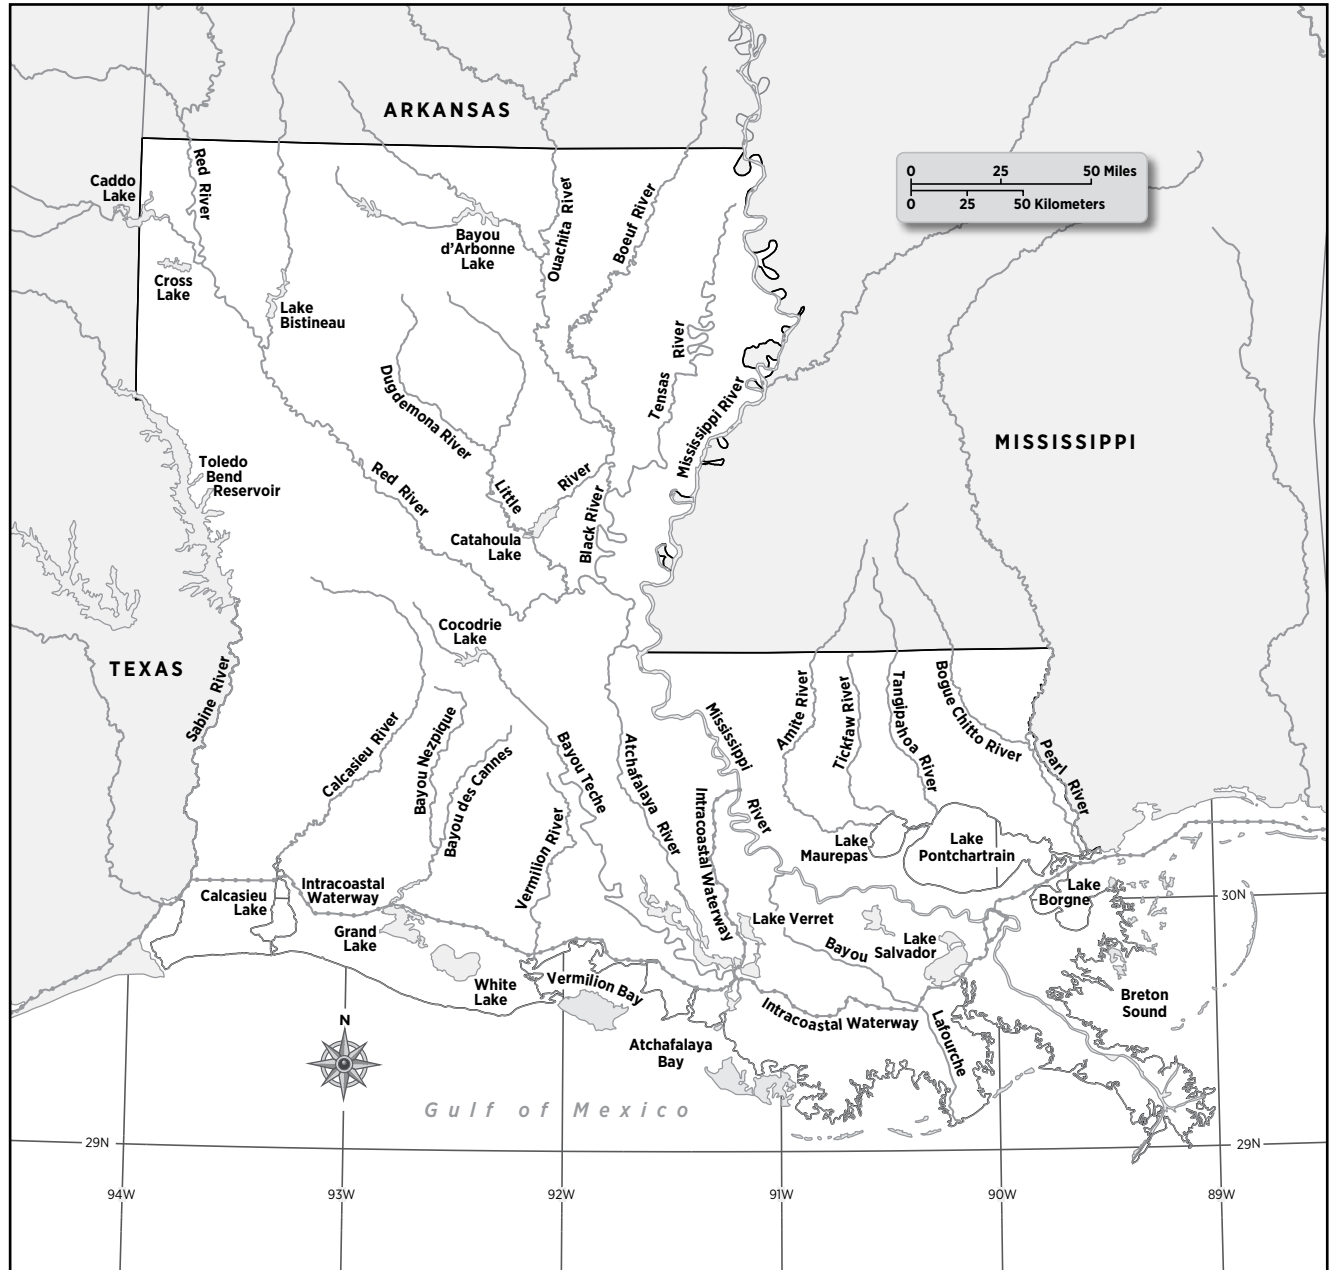 ARKANSAS
0 25 50 Miles
0 25 50 Kilometers
Caddo
Lake
Red River
Ouachita River
Boeuf River
Bayou
d'Arbonne
Lake
Cross
Lake
Lake
Bistineau
Tensas River
Dugdemona River
Mississippi River
MISSISSIPPI
Toledo
Bend
Reservoir
Red River
Little River
Black River
Catahoula
Lake
Cocodrie
Lake
TEXAS
Sabine River
Calcasieu River
Bayou Nezpique
Bayou des Cannes
Bayou Teche
Vermilion River
Atchafalaya River
Mississippi River
Intracoastal Waterway
Amite River
Tickfaw River
Tangipahoa River
Bogue Chitto River
Pearl River
Lake
Maurepas
Lake
Pontchartrain
Lake
Borgne
30N
Calcasieu
Lake
Intracoastal
Waterway
Grand
Lake
White
Lake
Vermilion Bay
Lake Verret
Lake
Salvador
Bayou Lafourche
Intracoastal Waterway
Breton
Sound
Atchafalaya
Bay
N
Gulf of Mexico
29N
29N
94W
93W
92W
91W
90W
89W